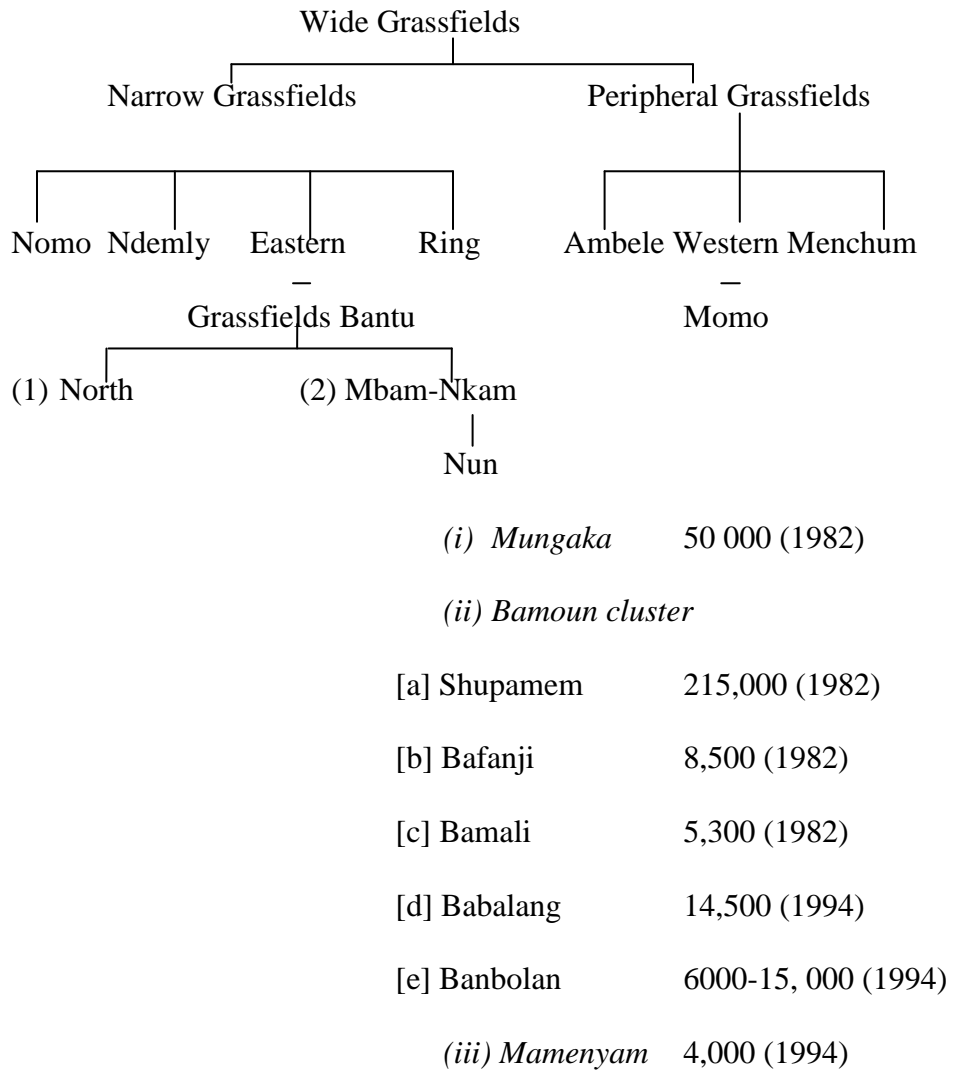 Wide Grassfields
Narrow Grassfields Peripheral Grassfields
Nomo Ndemly Eastern Ring Ambele Western Menchum
Grassfields Bantu Momo
(1) North (2) Mbam-Nkam
Nun
(i) Mungaka 50 000 (1982)
(ii) Bamoun cluster
[a] Shupamem 215,000 (1982)
[b] Bafanji 8,500 (1982)
[c] Bamali 5,300 (1982)
[d] Babalang 14,500 (1994)
[e] Banbolan 6000-15, 000 (1994)
(iii) Mamenyam 4,000 (1994)